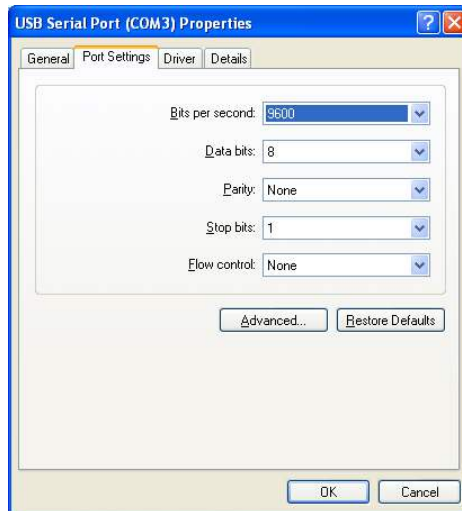 USB Serial Port (COM3) Properties
General Port Settings Driver Details
Bits per second: 9600
Data bits: 8
Parity: None
Stop bits: 1
Flow control: None
Advanced... Restore Defaults
OK Cancel